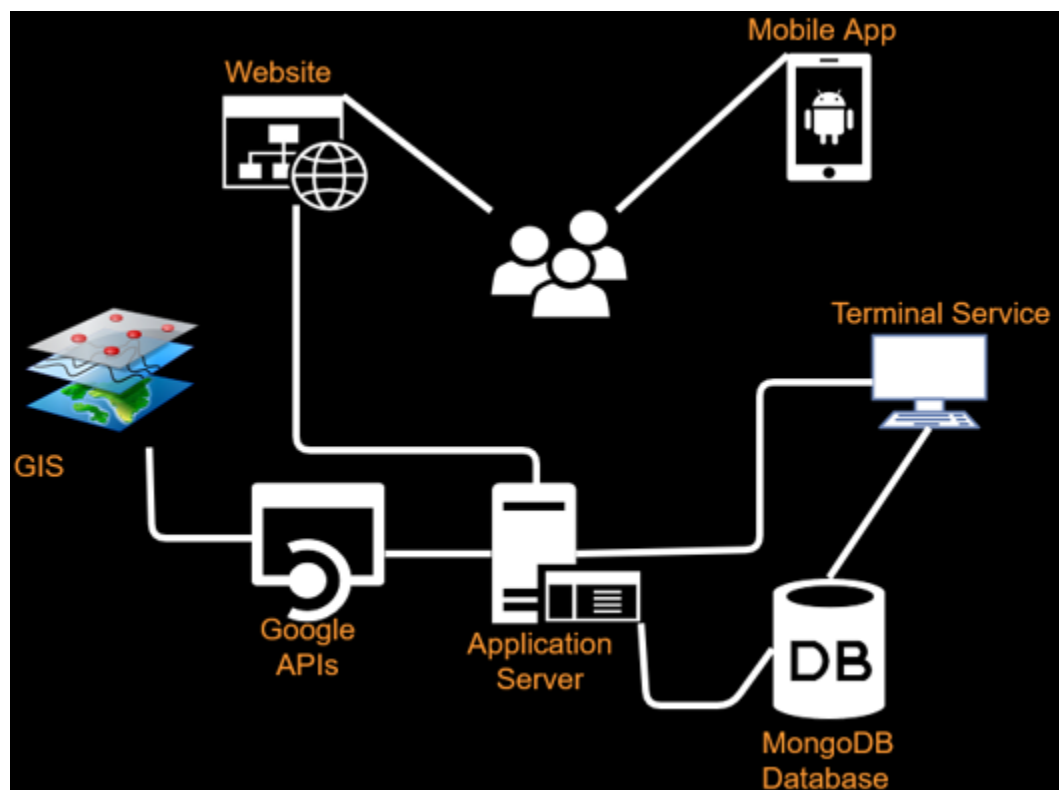 Mobile App
Website
Terminal Service
GIS
Google
APIs
Application
Server
DB
MongoDB
Database